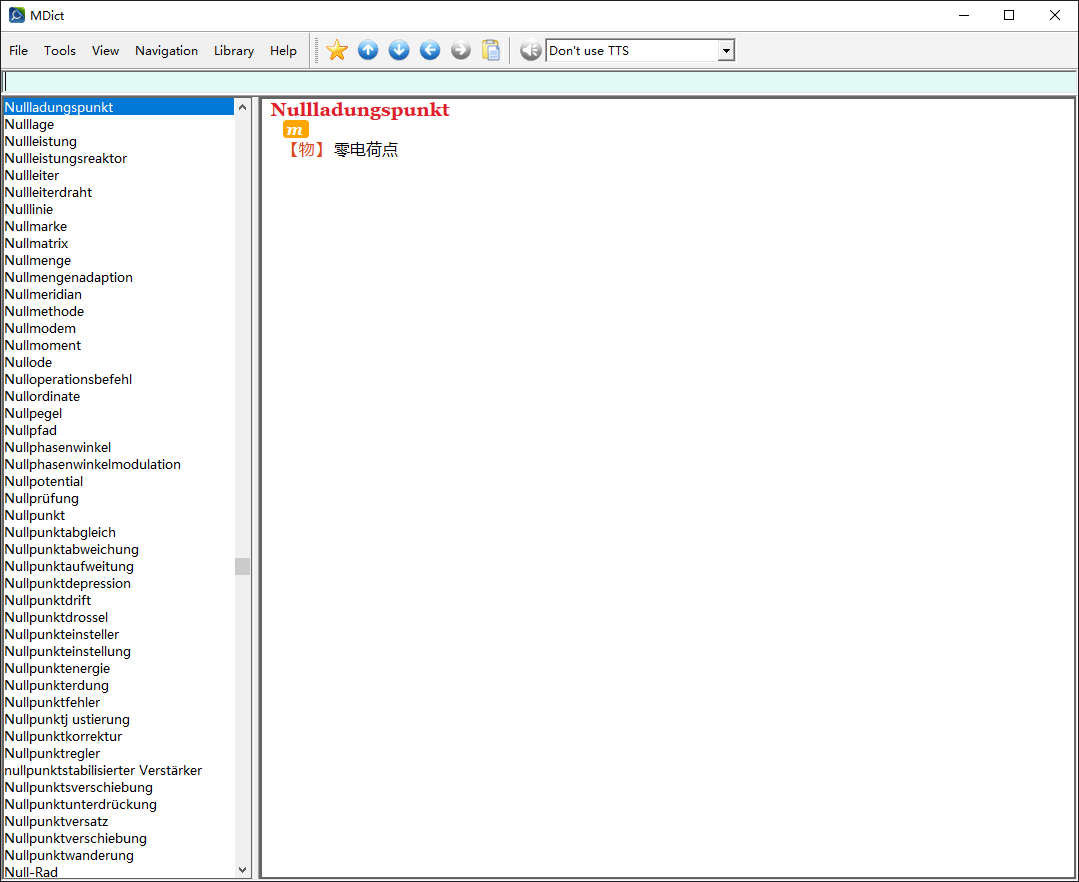 MDict
File Tools View Navigation Library Help Don't use TTS
Nullladungspunkt
Nulllage
Nullleistung
Nullleistungsreaktor
Nullleiter
Nullleiterdraht
Nulllinie
Nullmarke
Nullmatrix
Nullmenge
Nullmengenadaption
Nullmeridian
Nullmethode
Nullmodem
Nullmoment
Nullode
Nulloperationsbefehl
Nullordinate
Nullpegel
Nullpfad
Nullphasenwinkel
Nullphasenwinkelmodulation
Nullpotential
Nullprüfung
Nullpunkt
Nullpunktabgleich
Nullpunktabweichung
Nullpunktaufweitung
Nullpunktdepression
Nullpunktdrift
Nullpunktdrossel
Nullpunkteinsteller
Nullpunkteinstellung
Nullpunktenergie
Nullpunkterdung
Nullpunktfehler
Nullpunktj ustierung
Nullpunktkorrektur
Nullpunktregler
nullpunktstabilisierter Verstärker
Nullpunktsverschiebung
Nullpunktunterdrückung
Nullpunktversatz
Nullpunktverschiebung
Nullpunktwanderung
Null-Rad
Nullladungspunkt
m
【物】零电荷点